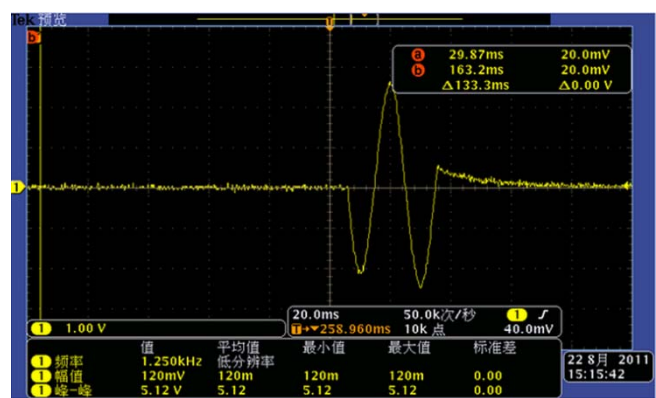 Tek 预览
b
a 29.87ms 20.0mV
b 163.2ms 20.0mV
Δ133.3ms Δ0.00 V
1
1 1.00 V
20.0ms 50.0k次/秒 1
T→▼258.960ms 10k 点 40.0mV
值 平均值 最小值 最大值 标准差
1 频率 1.250kHz 低分辨率
1 幅值 120mV 120m 120m 120m 0.00
1 峰-峰 5.12 V 5.12 5.12 5.12 0.00
22 8月 2011
15:15:42